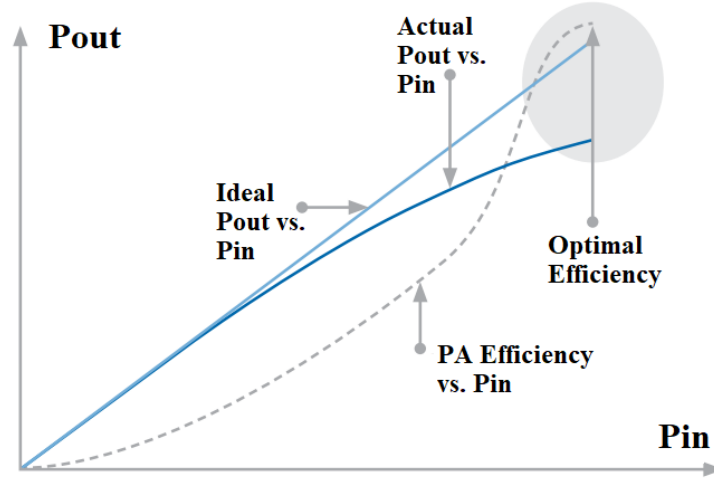 Pout
Actual
Pout vs.
Pin
Ideal
Pout vs.
Pin
Optimal
Efficiency
PA Efficiency
vs. Pin
Pin